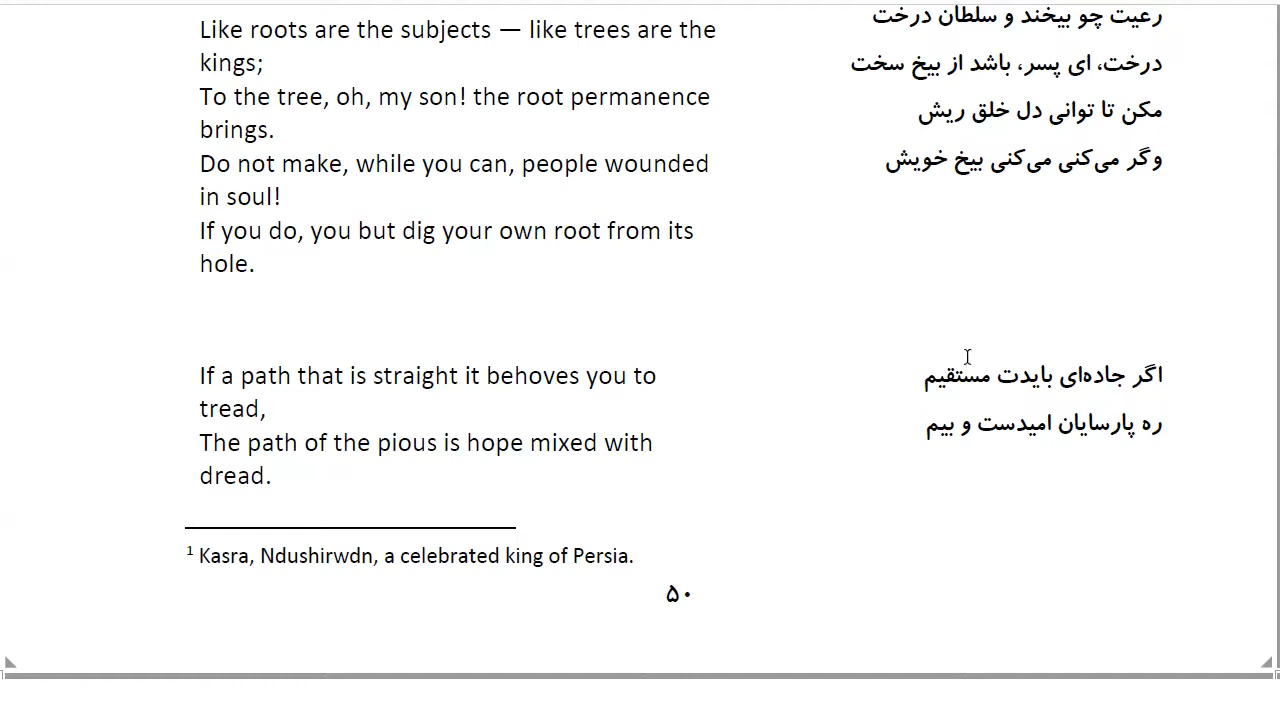 Like roots are the subjects — like trees are the
kings;
To the tree, oh, my son! the root permanence
brings.
Do not make, while you can, people wounded
in soul!
If you do, you but dig your own root from its
hole.
رعیت چو بیخند و سلطان درخت
درخت، ای پسر، باشد از بیخ سخت
مکن تا توانی دل خلق ریش
وگر می‌کنی می‌کنی بیخ خویش
If a path that is straight it behoves you to
tread,
The path of the pious is hope mixed with
dread.
اگر جاده‌ای بایدت مستقیم
ره پارسایان امیدست و بیم
1 Kasra, Ndushirwdn, a celebrated king of Persia.
۵۰